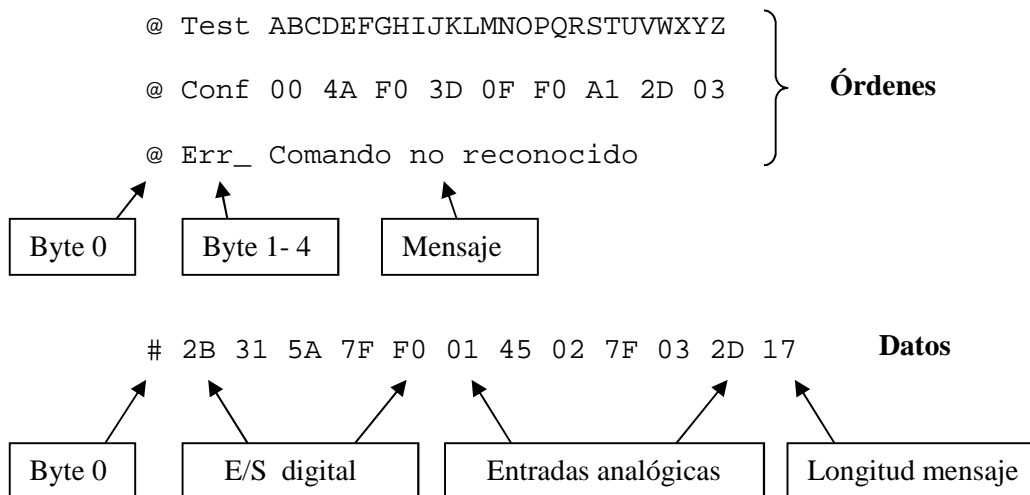 @ Test ABCDEFGHIJKLMNOPQRSTUVWXYZ
@ Conf 00 4A F0 3D 0F F0 A1 2D 03
Órdenes
@ Err_ Comando no reconocido
Byte 0
Byte 1- 4
Mensaje
# 2B 31 5A 7F F0 01 45 02 7F 03 2D 17
Datos
Byte 0
E/S digital
Entradas analógicas
Longitud mensaje